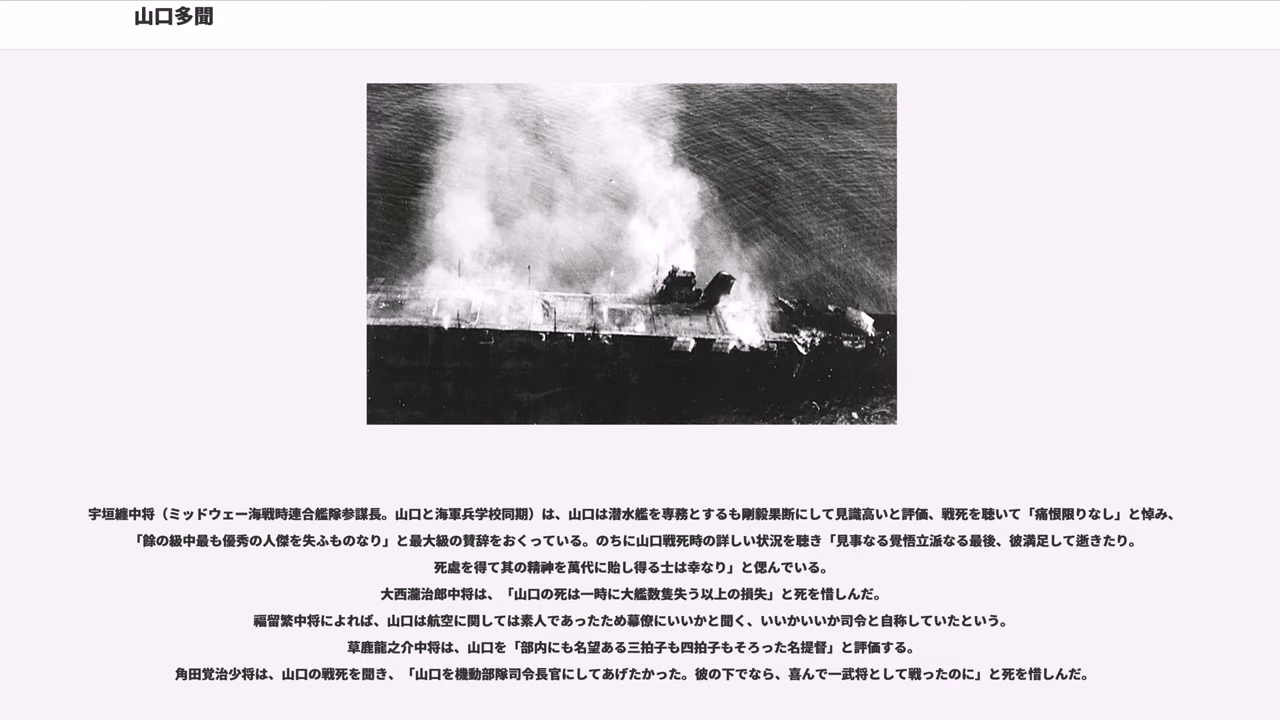 山口多聞
宇垣纏中将（ミッドウェー海戦時連合艦隊参謀長。山口と海軍兵学校同期）は、山口は潜水艦を専務とするも剛毅果断にして見識高いと評価、戦死を聴いて「痛恨限りなし」と悼み、
「餘の級中最も優秀の人傑を失ふものなり」と最大級の賛辞をおくっている。のちに山口戦死時の詳しい状況を聴き「見事なる覺悟立派なる最後、彼満足して逝きたり。
死處を得て其の精神を萬代に貽し得る士は幸なり」と偲んでいる。
大西瀧治郎中将は、「山口の死は一時に大艦数隻失う以上の損失」と死を惜しんだ。
福留繁中将によれば、山口は航空に関しては素人であったため幕僚にいいかと聞く、いいかいいか司令と自称していたという。
草鹿龍之介中将は、山口を「部内にも名望ある三拍子も四拍子もそろった名提督」と評価する。
角田覚治少将は、山口の戦死を聞き、「山口を機動部隊司令長官にしてあげたかった。彼の下でなら、喜んで一武将として戦ったのに」と死を惜しんだ。